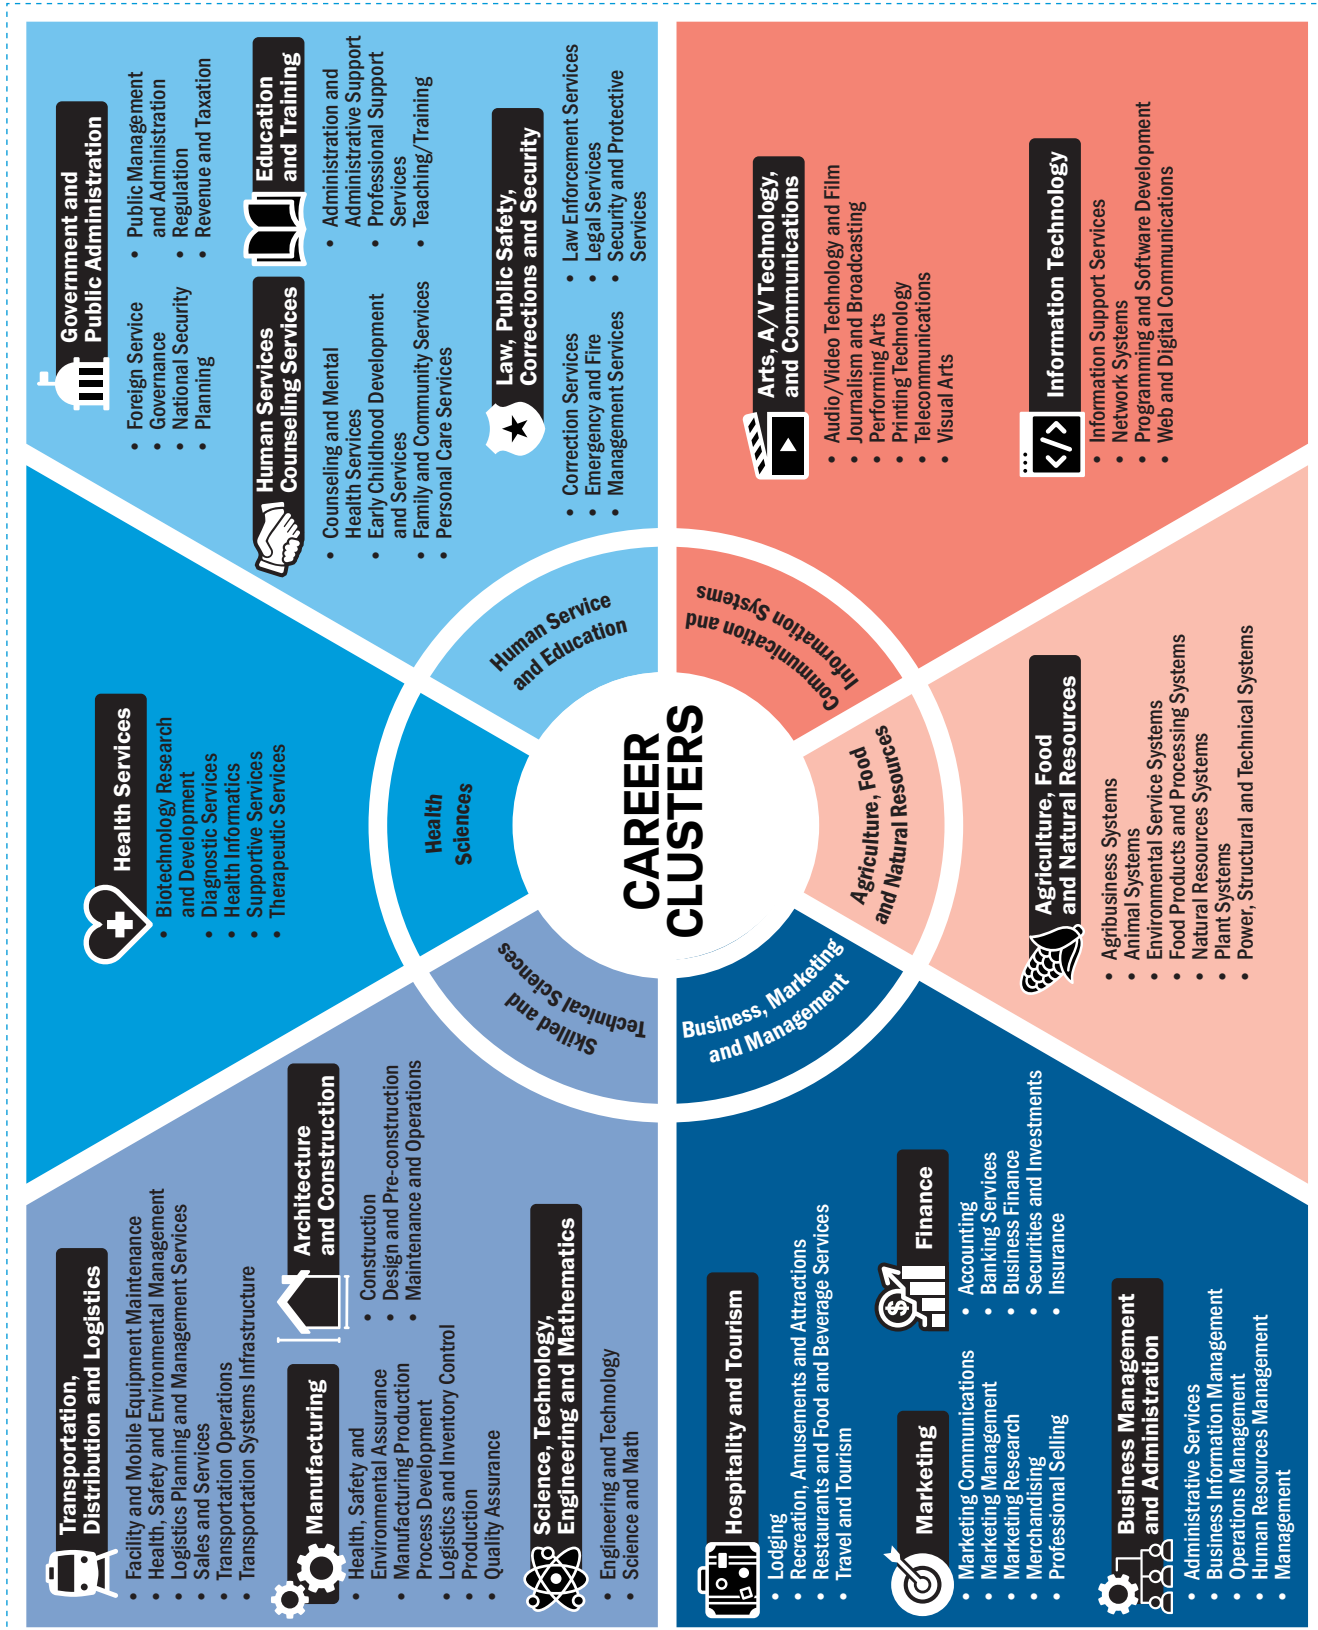 Transportation,
Distribution and Logistics
• Facility and Mobile Equipment Maintenance
• Health, Safety and Environmental Management
• Logistics Planning and Management Services
• Sales and Services
• Transportation Operations
• Transportation Systems Infrastructure
Manufacturing
• Health, Safety and
Environmental Assurance
• Manufacturing Production
Process Development
• Logistics and Inventory Control
• Production
• Quality Assurance
Architecture
and Construction
• Construction
• Design and Pre-construction
• Maintenance and Operations
Science, Technology,
Engineering and Mathematics
• Engineering and Technology
• Science and Math
Health Services
• Biotechnology Research
and Development
• Diagnostic Services
• Health Informatics
• Supportive Services
• Therapeutic Services
Government and
Public Administration
• Foreign Service
• Governance
• National Security
• Planning
• Public Management
and Administration
• Regulation
• Revenue and Taxation
Human Services
Counseling Services
• Counseling and Mental
Health Services
• Early Childhood Development
and Services
• Family and Community Services
• Personal Care Services
Education
and Training
• Administration and
Administrative Support
• Professional Support
Services
• Teaching/Training
Law, Public Safety,
Corrections and Security
• Correction Services
• Emergency and Fire
• Management Services
• Law Enforcement Services
• Legal Services
• Security and Protective
Services
Skilled and
Technical Sciences
Health
Sciences
Human Service
and Education
CAREER
CLUSTERS
Business, Marketing
and Management
Agriculture, Food
and Natural Resources
Communication and
Information Systems
Hospitality and Tourism
• Lodging
• Recreation, Amusements and Attractions
• Restaurants and Food and Beverage Services
• Travel and Tourism
Marketing
• Marketing Communications
• Marketing Management
• Marketing Research
• Merchandising
• Professional Selling
Finance
$
• Accounting
• Banking Services
• Business Finance
• Securities and Investments
• Insurance
Business Management
and Administration
• Administrative Services
• Business Information Management
• Operations Management
• Human Resources Management
• Management
Agriculture, Food
and Natural Resources
• Agribusiness Systems
• Animal Systems
• Environmental Service Systems
• Food Products and Processing Systems
• Natural Resources Systems
• Plant Systems
• Power, Structural and Technical Systems
Arts, A/V Technology,
and Communications
• Audio/Video Technology and Film
• Journalism and Broadcasting
• Performing Arts
• Printing Technology
• Telecommunications
• Visual Arts
</>
Information Technology
• Information Support Services
• Network Systems
• Programming and Software Development
• Web and Digital Communications